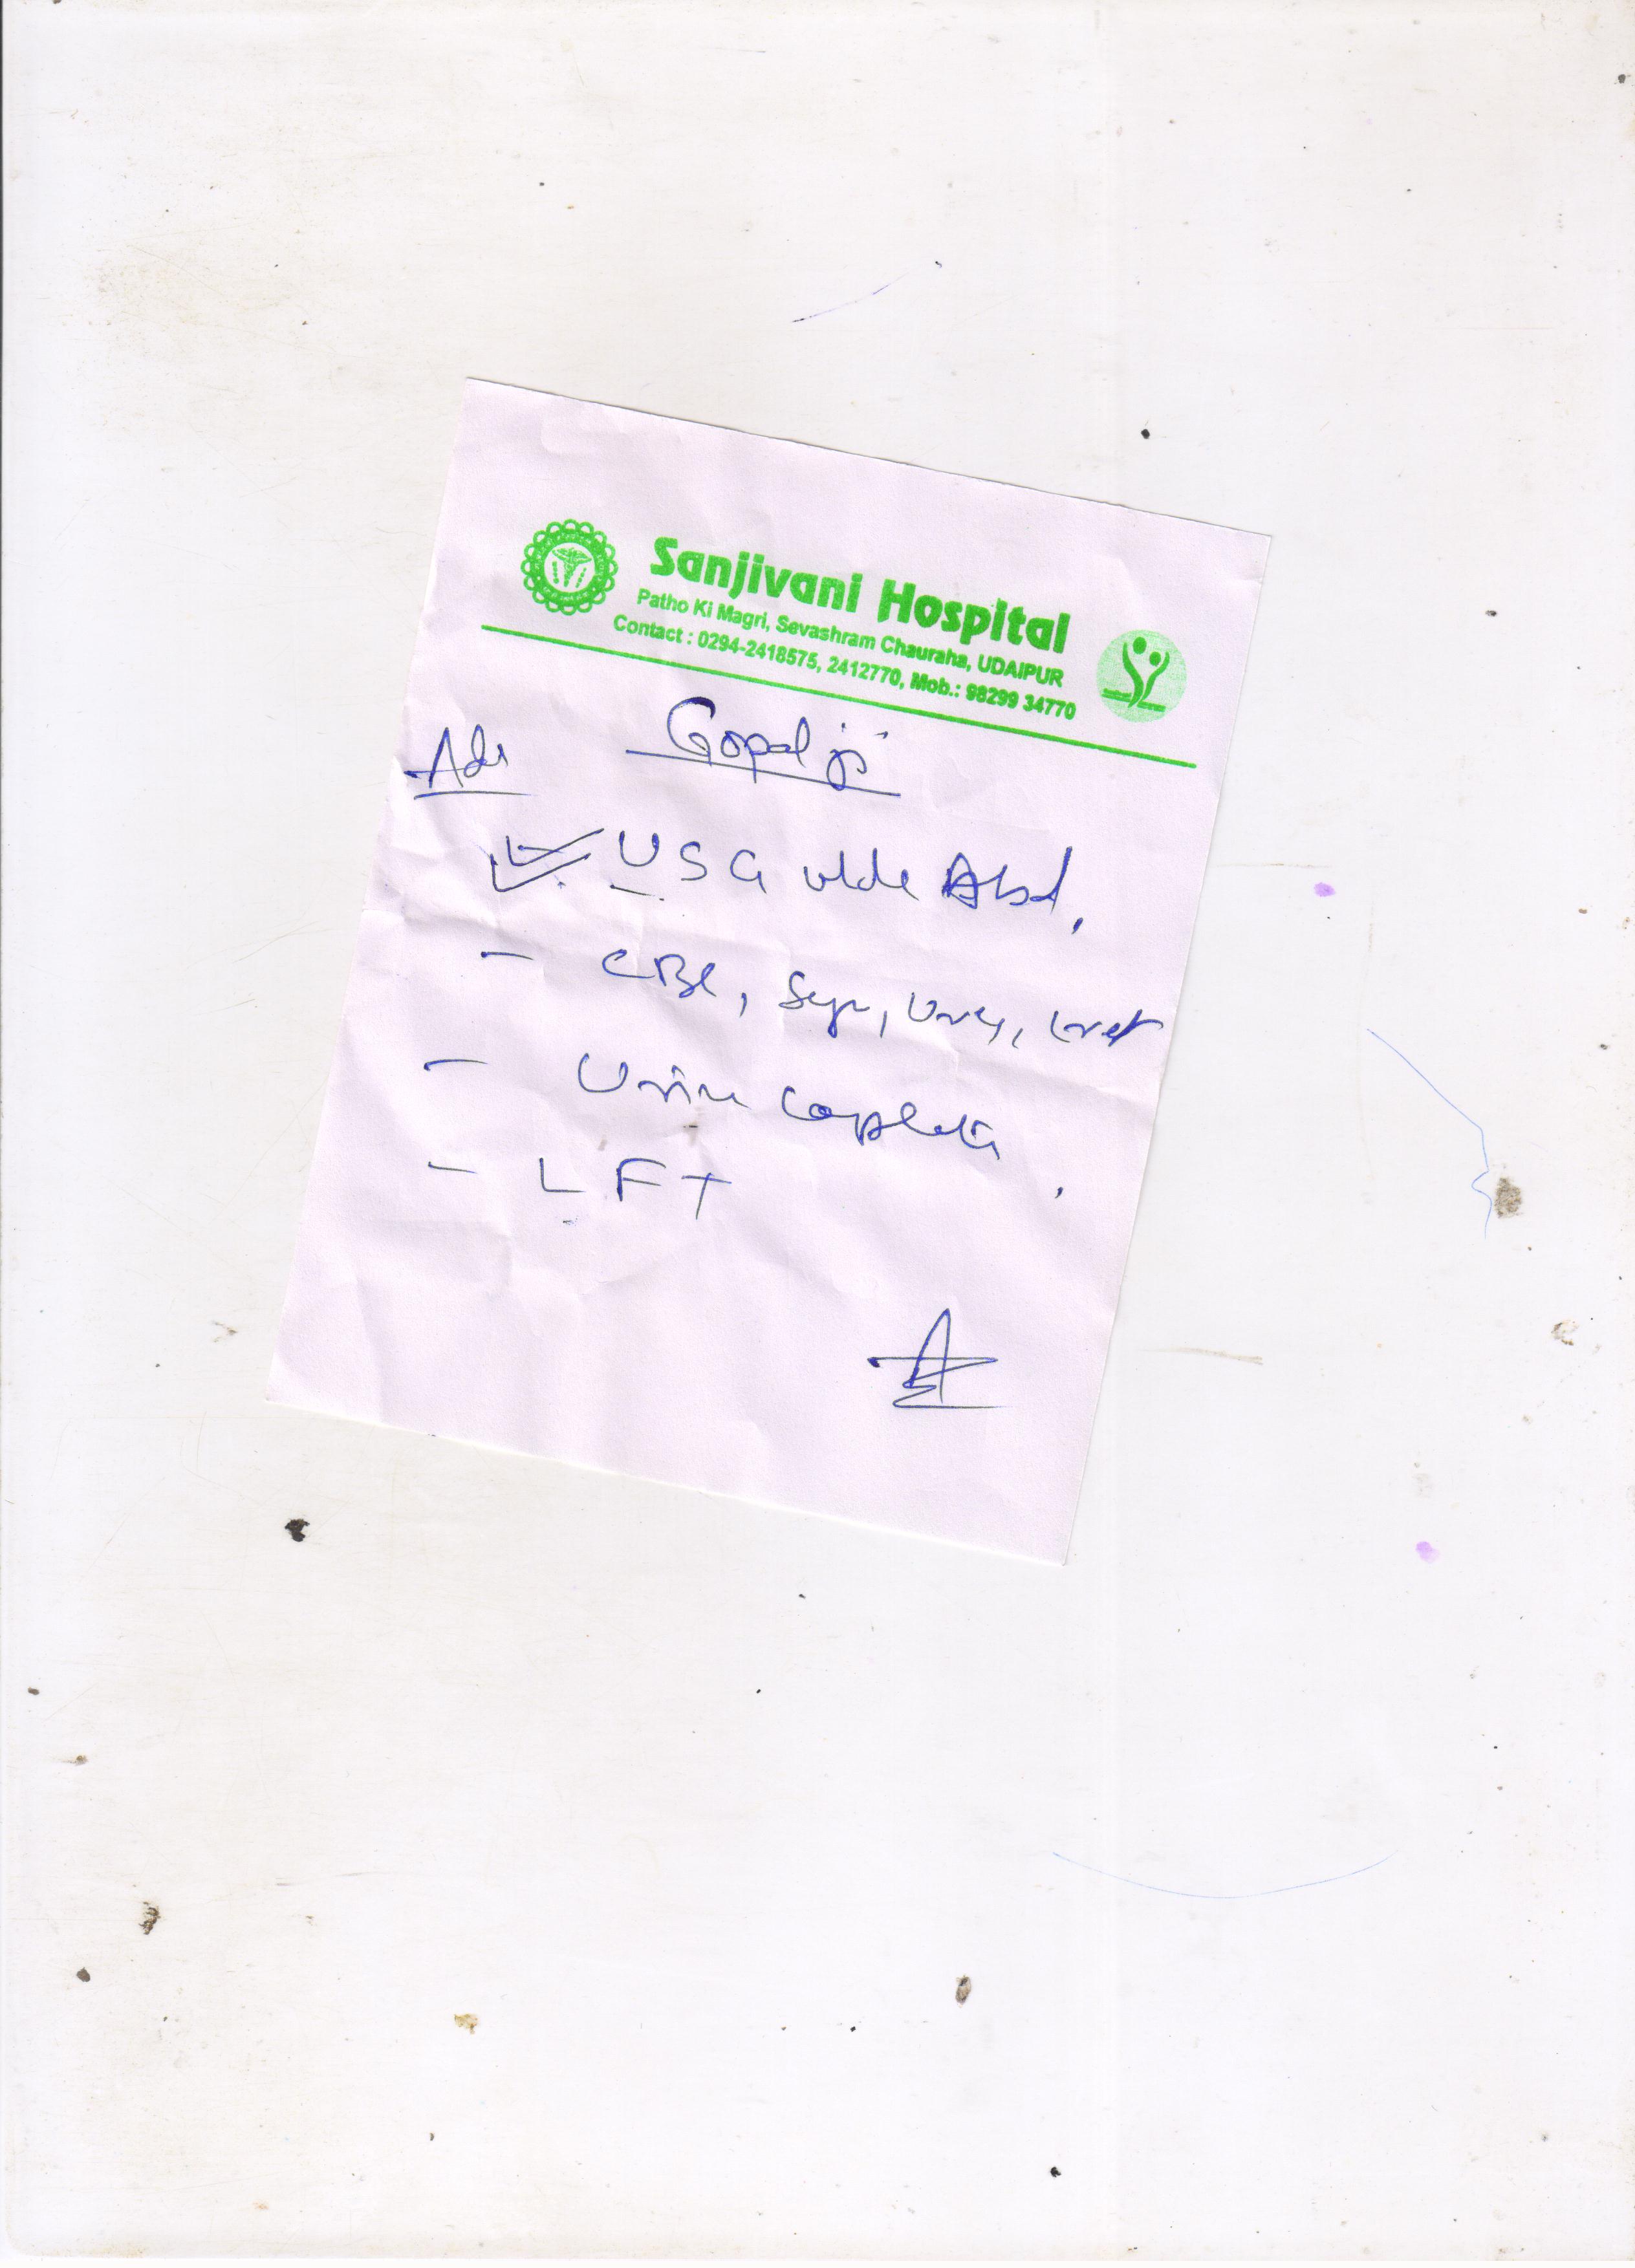 Sanjivani Hospital
Patho Ki Magri, Sevashram Chauraha, UDAIPUR
Contact : 0294-2418575, 2412770, Mob.: 98299 34770
Gopal ji
Adv
USG whole Abd.
- CBC, Sugar, Urea, Creat
- Urine Complete
- LFT